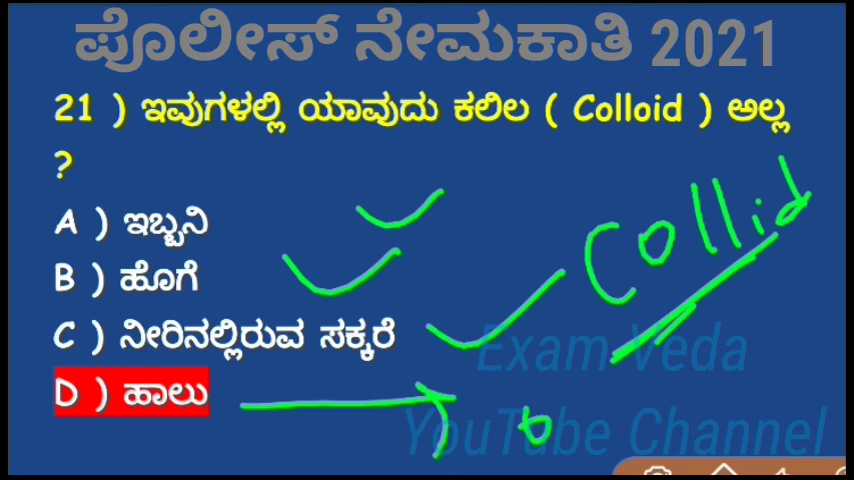 ಪೊಲೀಸ್ ನೇಮಕಾತಿ 2021
21 ) ಇವುಗಳಲ್ಲಿ ಯಾವುದು ಕಲಿಲ ( Colloid ) ಅಲ್ಲ
?
A ) ಇಬ್ಬನಿ
B ) ಹೊಗೆ
Collid
C ) ನೀರಿನಲ್ಲಿರುವ ಸಕ್ಕರೆ
Exam Veda
D ) ಹಾಲು
YouTube Channel